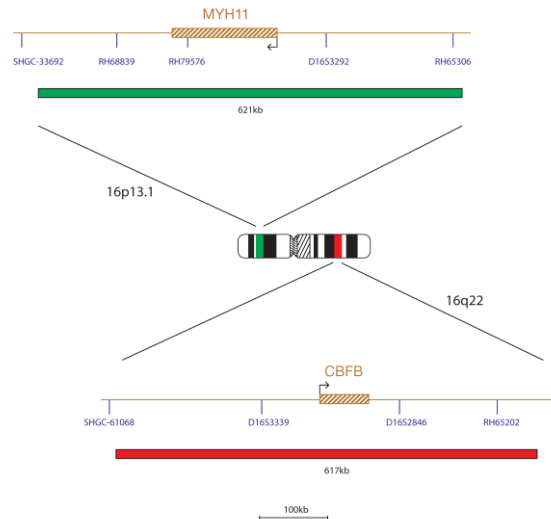 MYH11
SHGC-33692 RH68839 RH79576 D16S3292 RH65306
621kb
16p13.1
16q22
CBFB
SHGC-61068 D16S3339 D16S2846 RH65202
617kb
100kb